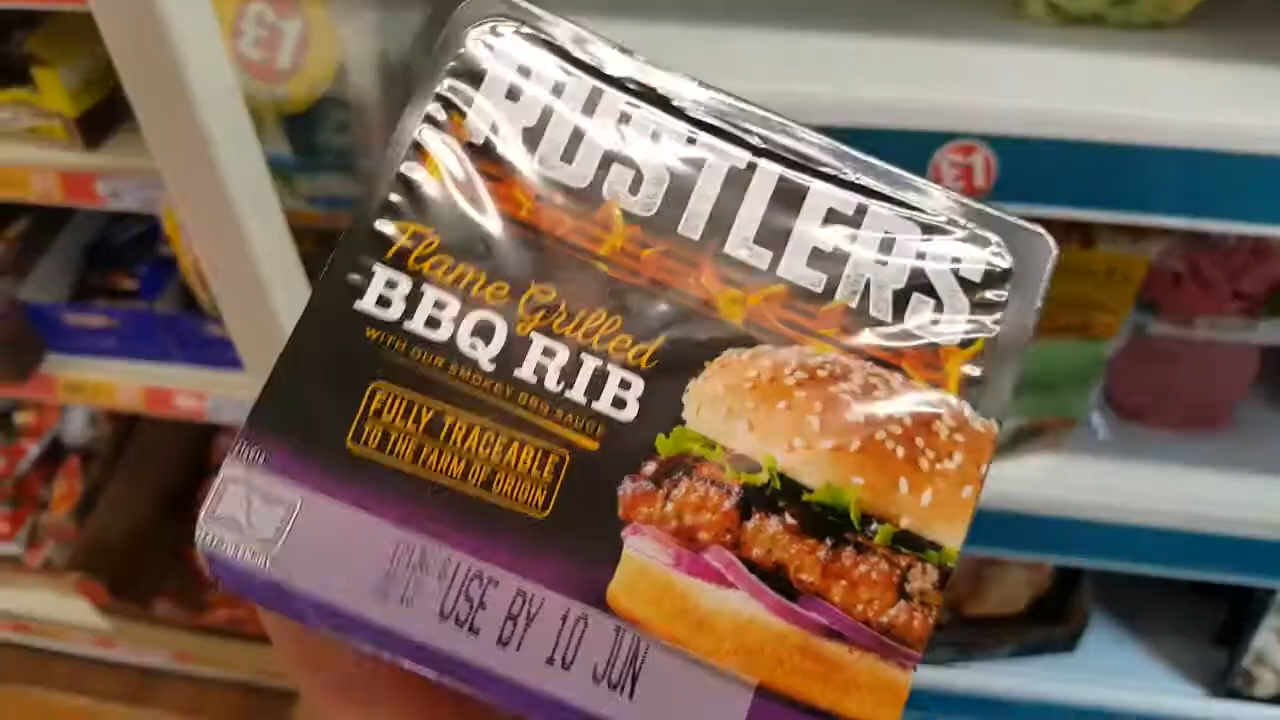 £1
£1
RUSTLERS
Flame Grilled
BBQ RIB
WITH OUR SMOKEY BBQ SAUCE
FULLY TRACEABLE
TO THE FARM OF ORIGIN
USE BY 10 JUN